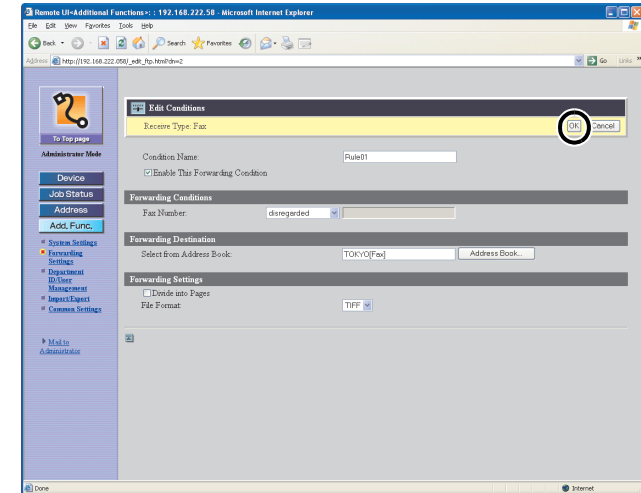 Remote UI<Additional Functions>: : 192.168.222.58 - Microsoft Internet Explorer
File Edit View Favorites Tools Help
Back Search Favorites
Address http://192.168.222.058/_edit_ftp.html?dn=2 Go Links »
To Top page
Administrator Mode
Device
Job Status
Address
Add. Func.
System Settings
Forwarding
Settings
Department
ID/User
Management
Import/Export
Common Settings
Mail to
Administrator
Edit Conditions
Receive Type: Fax OK Cancel
Condition Name: Rule01
Enable This Forwarding Condition
Forwarding Conditions
Fax Number: disregarded
Forwarding Destination
Select from Address Book: TOKYO[Fax] Address Book...
Forwarding Settings
Divide into Pages
File Format: TIFF
Done Internet